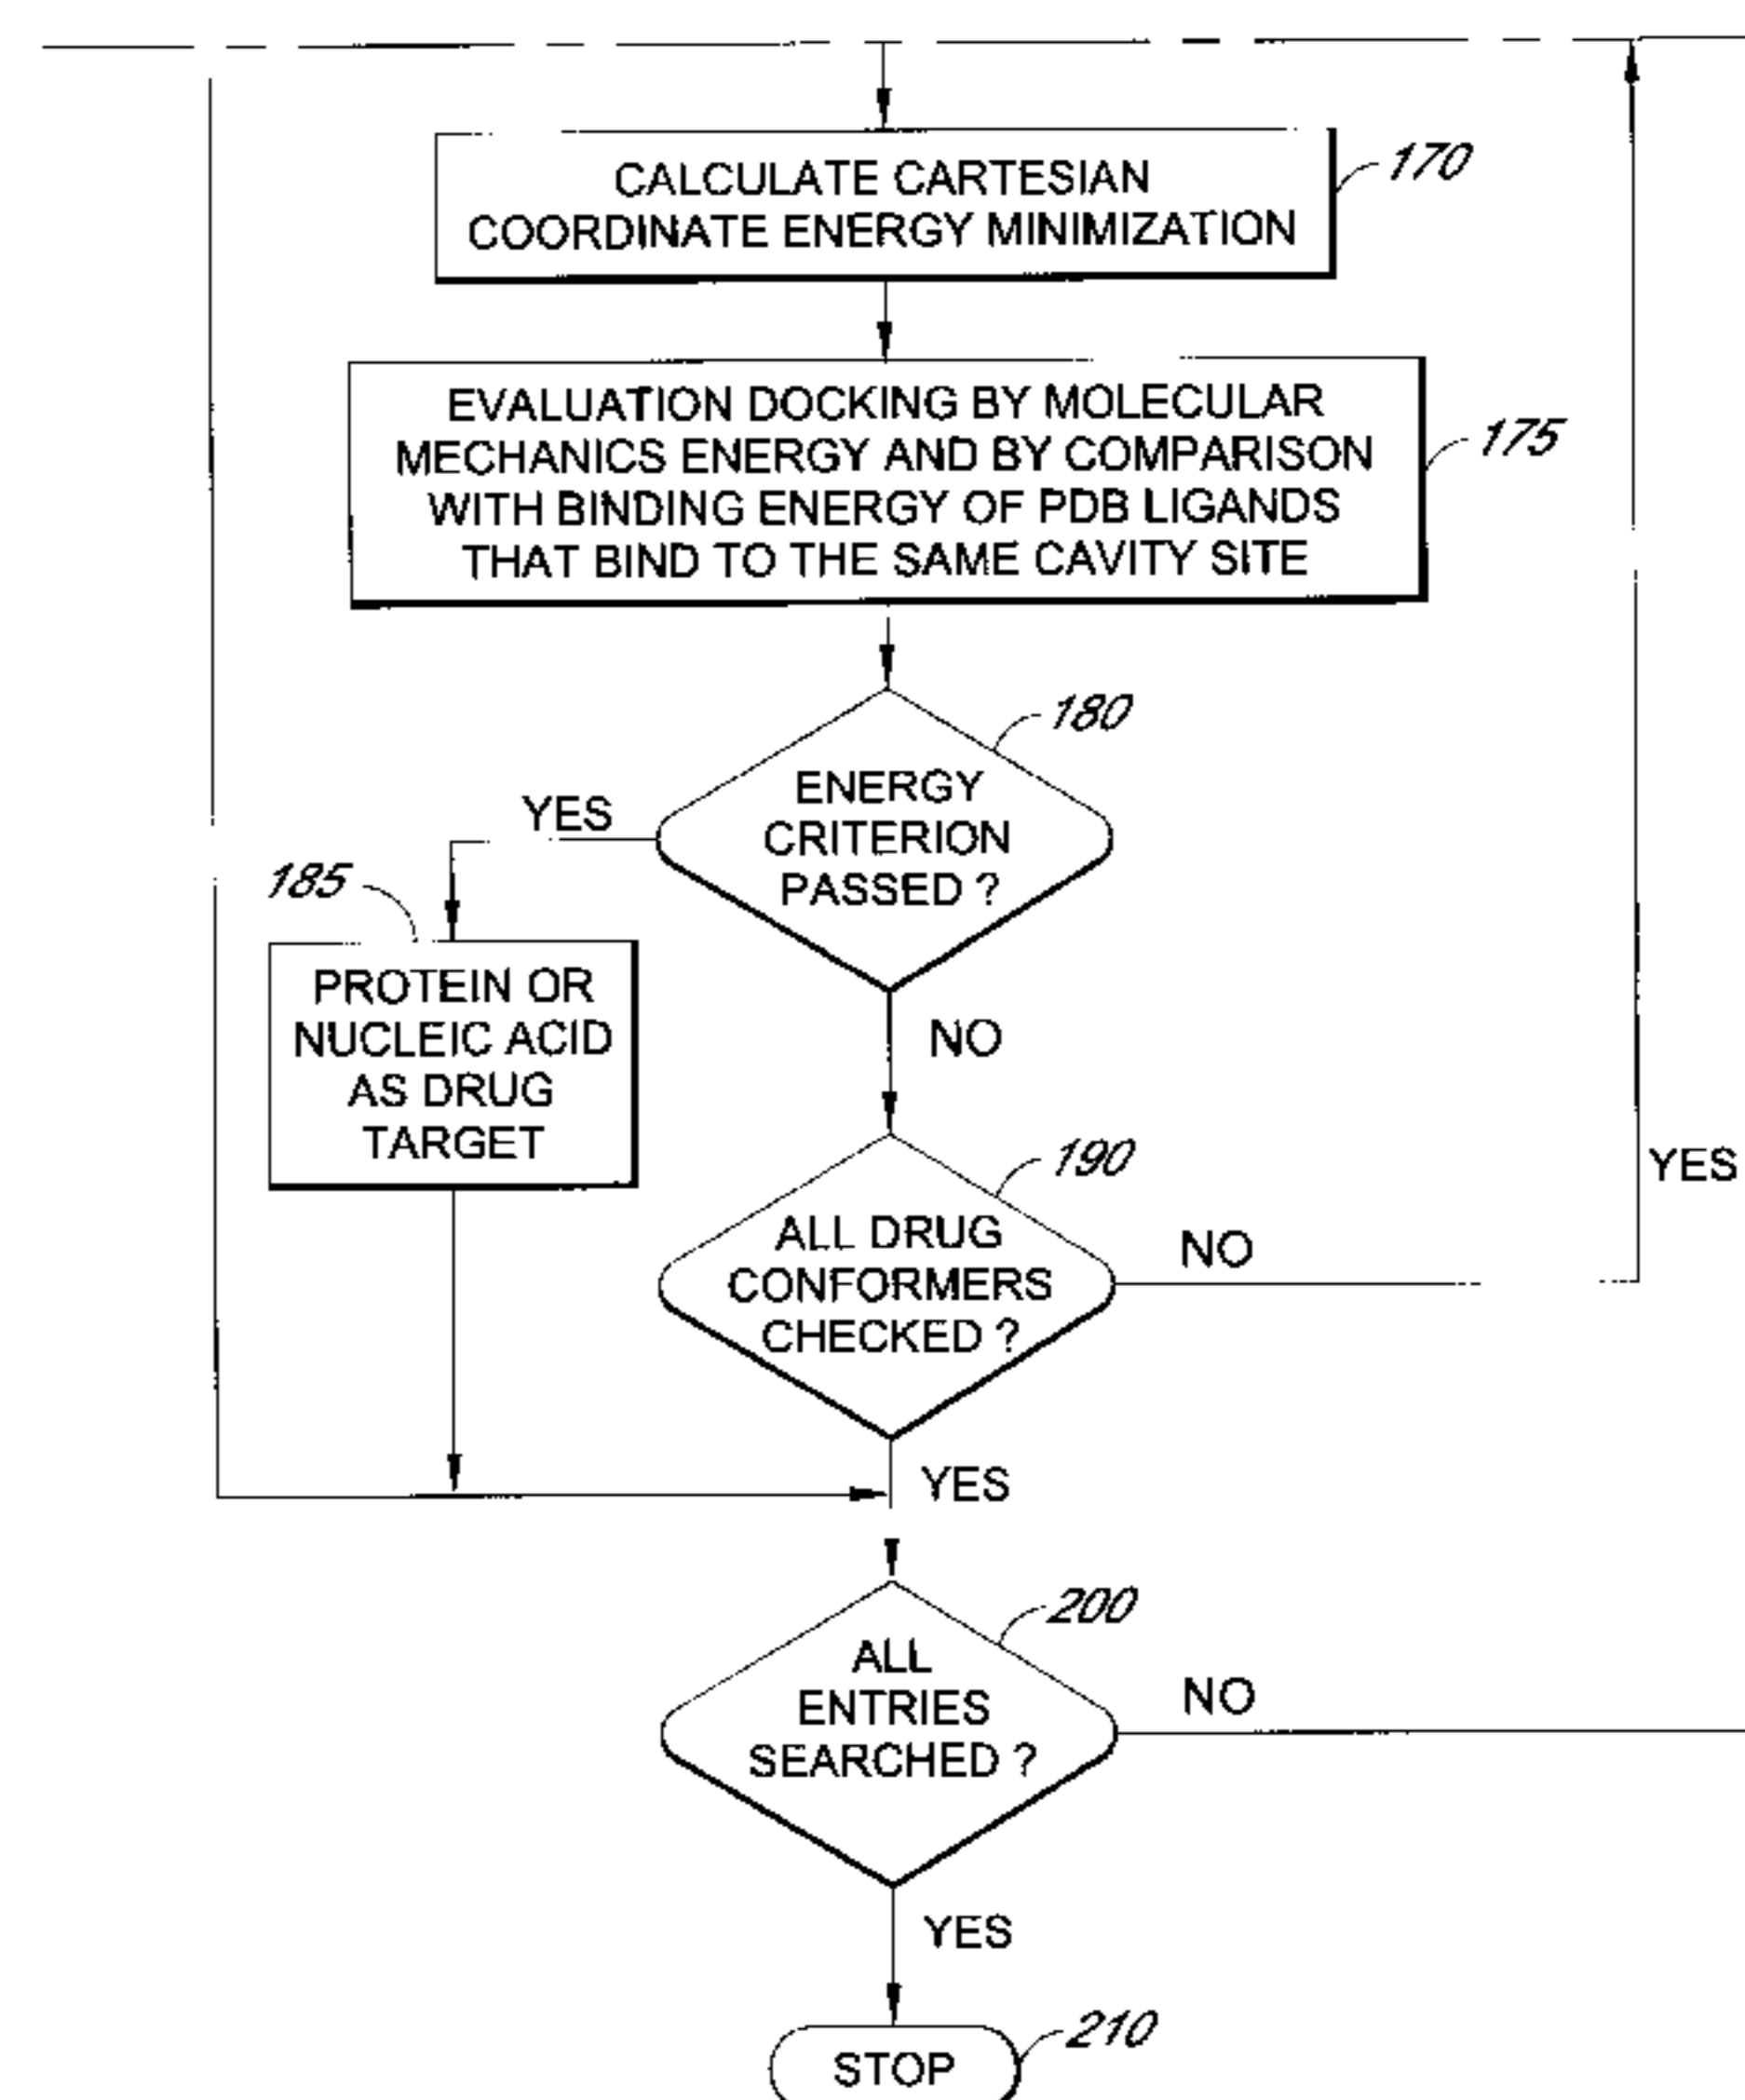 CALCULATE CARTESIAN
COORDINATE ENERGY MINIMIZATION
170
EVALUATION DOCKING BY MOLECULAR
MECHANICS ENERGY AND BY COMPARISON
WITH BINDING ENERGY OF PDB LIGANDS
THAT BIND TO THE SAME CAVITY SITE
175
180
ENERGY
CRITERION
PASSED ?
YES
185
PROTEIN OR
NUCLEIC ACID
AS DRUG
TARGET
NO
190
ALL DRUG
CONFORMERS
CHECKED ?
NO
YES
YES
200
ALL
ENTRIES
SEARCHED ?
NO
YES
210
STOP